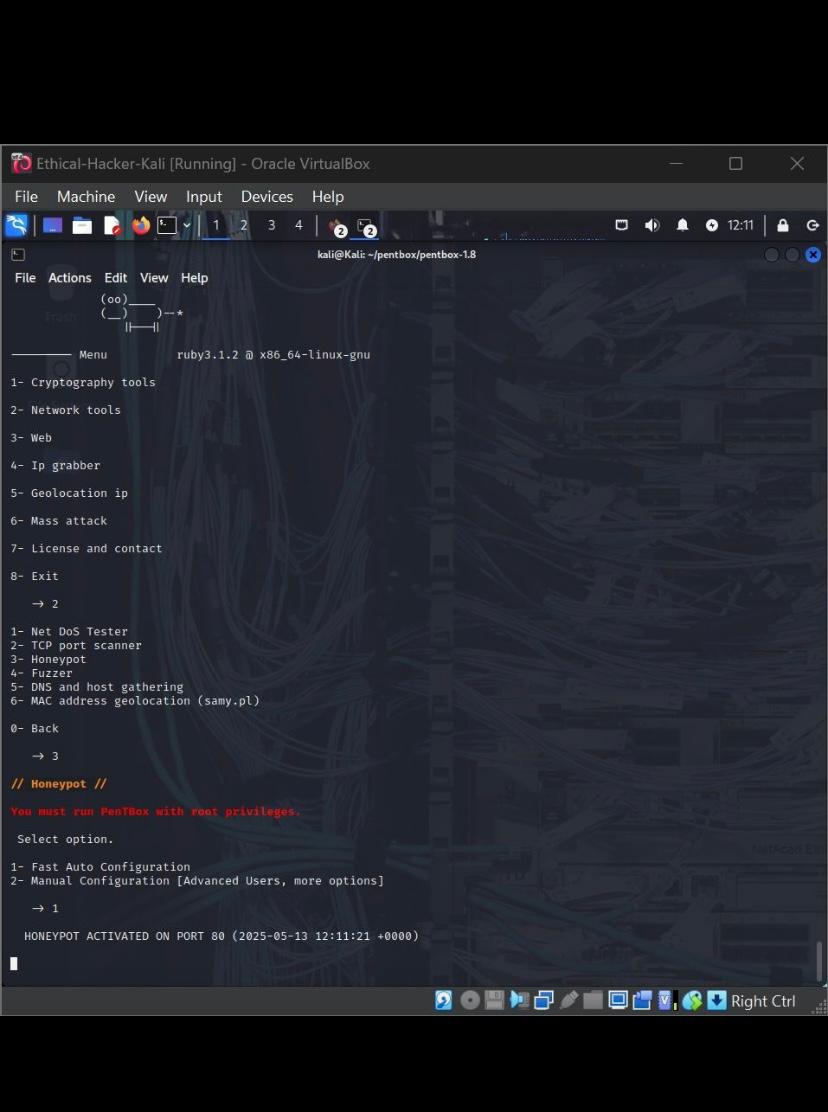 Ethical-Hacker-Kali [Running] - Oracle VirtualBox
File Machine View Input Devices Help
1 2 3 4 2 2 12:11
kali@Kali: ~/pentbox/pentbox-1.8
File Actions Edit View Help
(oo)____
(__) )--*
||--||
Trash
———— Menu ruby3.1.2 @ x86_64-linux-gnu
1- Cryptography tools
2- Network tools
3- Web
4- Ip grabber
5- Geolocation ip
6- Mass attack
7- License and contact
8- Exit
→ 2
1- Net DoS Tester
2- TCP port scanner
3- Honeypot
4- Fuzzer
5- DNS and host gathering
6- MAC address geolocation (samy.pl)
0- Back
→ 3
// Honeypot //
You must run PenTBox with root privileges.
Select option.
1- Fast Auto Configuration
2- Manual Configuration [Advanced Users, more options]
→ 1
HONEYPOT ACTIVATED ON PORT 80 (2025-05-13 12:11:21 +0000)
Right Ctrl